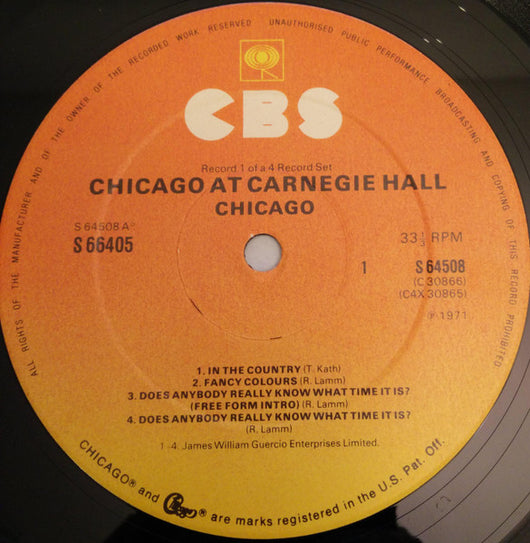 ALL RIGHTS OF THE MANUFACTURER AND OF THE OWNER OF THE RECORDED WORK RESERVED UNAUTHORISED PUBLIC PERFORMANCE BROADCASTING AND COPYING OF THIS RECORD PROHIBITED
CBS
Record 1 of a 4 Record Set
CHICAGO AT CARNEGIE HALL
CHICAGO
S 64508 A
S 66405
33⅓ RPM
1
S 64508
(C 30866)
(C4X 30865)
℗ 1971
1. IN THE COUNTRY (T. Kath)
2. FANCY COLOURS (R. Lamm)
3. DOES ANYBODY REALLY KNOW WHAT TIME IT IS?
(FREE FORM INTRO) (R. Lamm)
4. DOES ANYBODY REALLY KNOW WHAT TIME IT IS?
(R. Lamm)
1-4. James William Guercio Enterprises Limited.
CHICAGO® and Chicago® are marks registered in the U.S. Pat. Off.